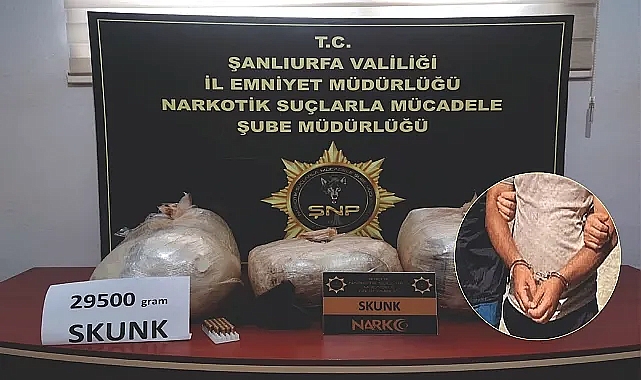 T.C.
ŞANLIURFA VALİLİĞİ
İL EMNİYET MÜDÜRLÜĞÜ
NARKOTİK SUÇLARLA MÜCADELE
ŞUBE MÜDÜRLÜĞÜ
ŞNP
29500 gram
SKUNK
SKUNK
NARKO